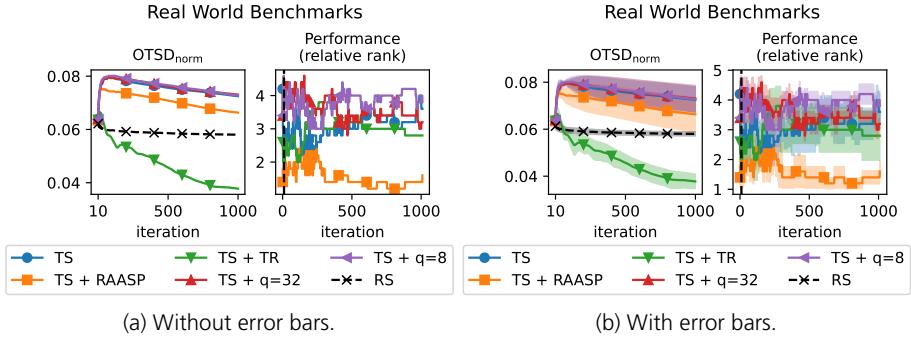 Real World Benchmarks
OTSDnorm
Performance
(relative rank)
0.08
0.06
0.04
4
3
2
10
500
1000
0
500
1000
iteration
iteration
TS
TS + TR
TS + q=8
TS + RAASP
TS + q=32
RS
(a) Without error bars.
Real World Benchmarks
OTSDnorm
Performance
(relative rank)
0.08
0.06
0.04
5
4
3
2
1
10
500
1000
0
500
1000
iteration
iteration
TS
TS + TR
TS + q=8
TS + RAASP
TS + q=32
RS
(b) With error bars.